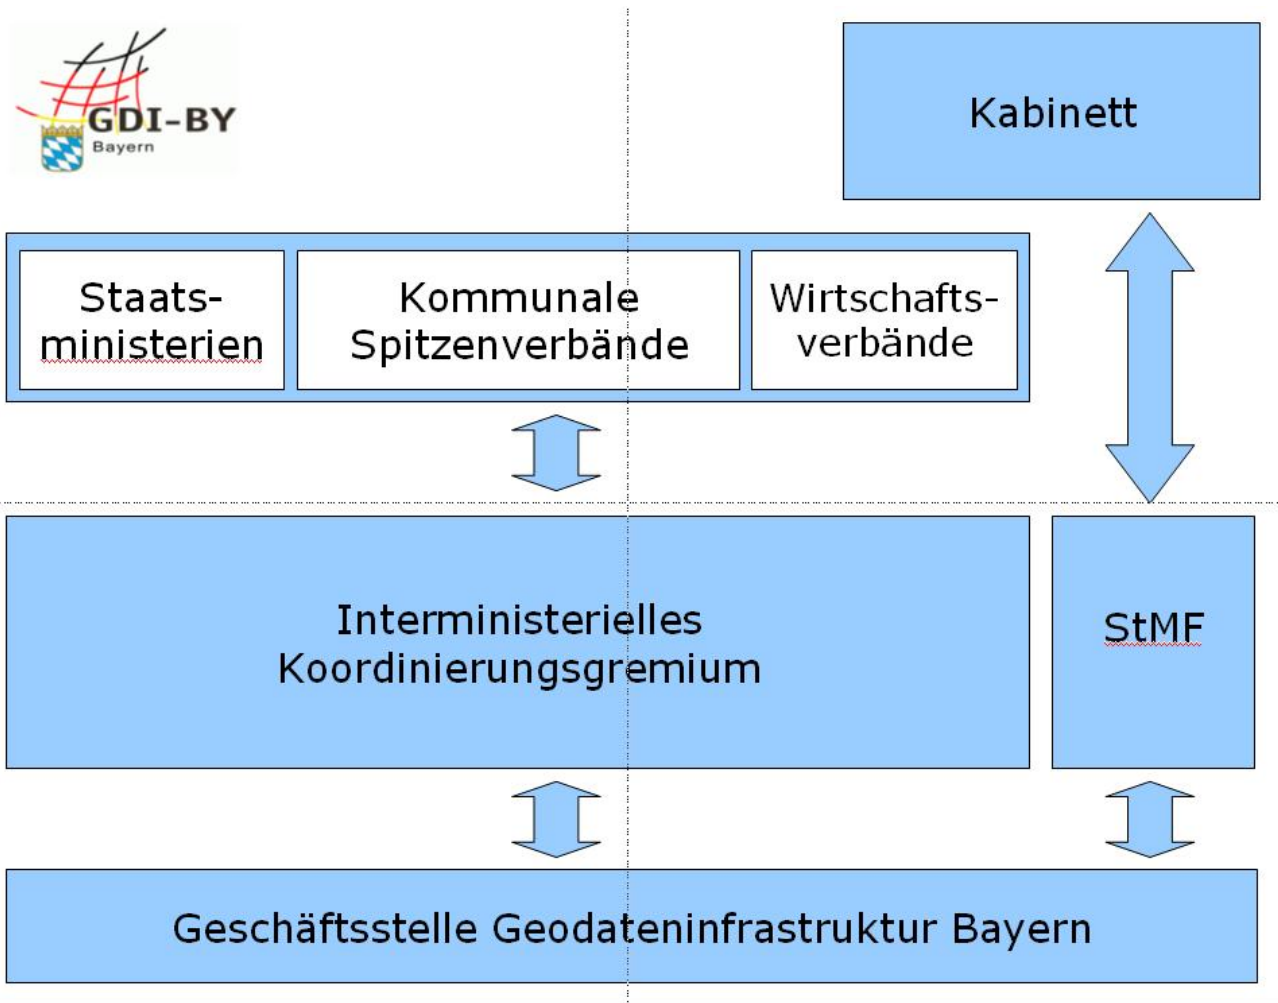 GDI-BY
Bayern
Kabinett
Staats-
ministerien
Kommunale
Spitzenverbände
Wirtschafts-
verbände
Interministerielles
Koordinierungsgremium
StMF
Geschäftsstelle Geodateninfrastruktur Bayern